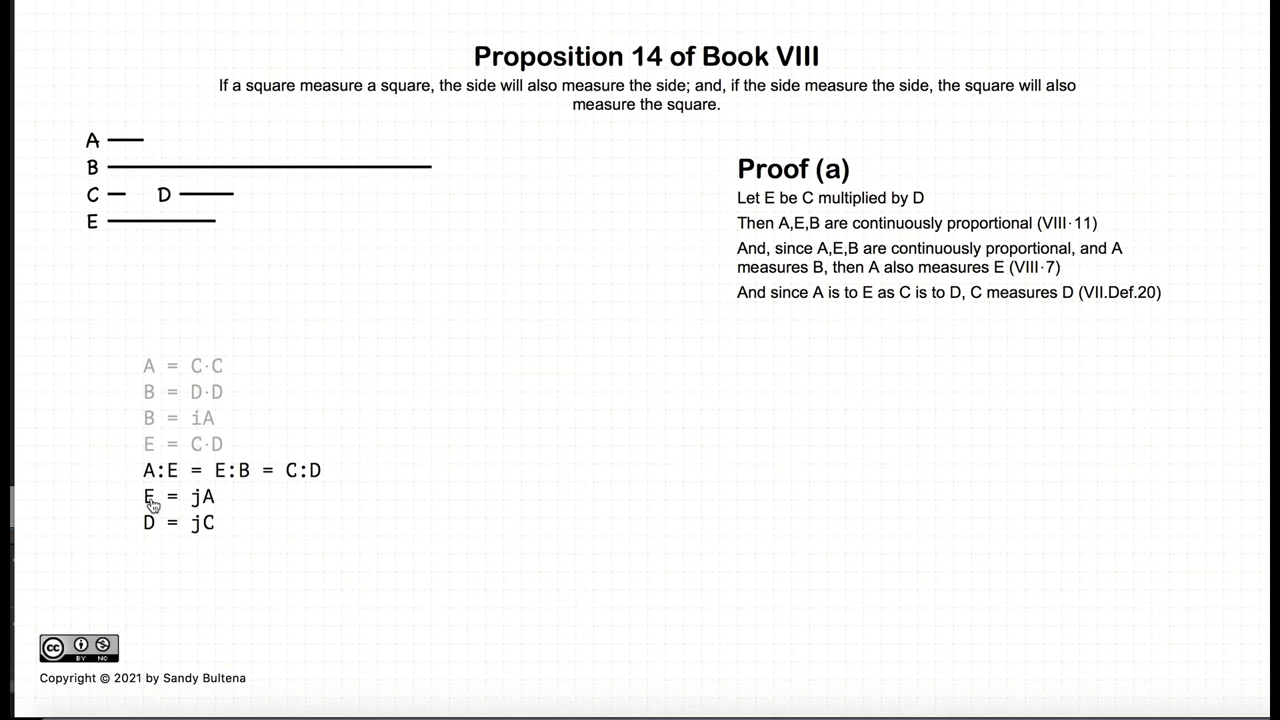 Proposition 14 of Book VIII
If a square measure a square, the side will also measure the side; and, if the side measure the side, the square will also
measure the square.
A
B
C D
E
Proof (a)
Let E be C multiplied by D
Then A,E,B are continuously proportional (VIII·11)
And, since A,E,B are continuously proportional, and A
measures B, then A also measures E (VIII·7)
And since A is to E as C is to D, C measures D (VII.Def.20)
A = C·C
B = D·D
B = iA
E = C·D
A:E = E:B = C:D
E = jA
D = jC
cc BY NC
Copyright © 2021 by Sandy Bultena